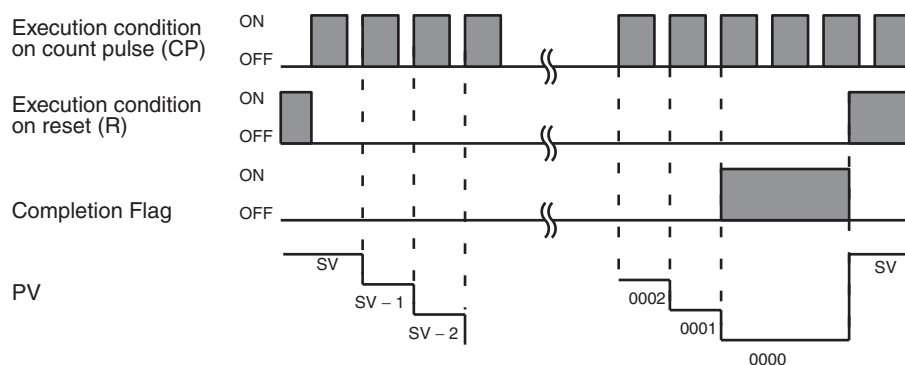 Execution condition
on count pulse (CP)
ON
OFF
Execution condition
on reset (R)
ON
OFF
Completion Flag
ON
OFF
PV
SV
SV – 1
SV – 2
0002
0001
0000
SV